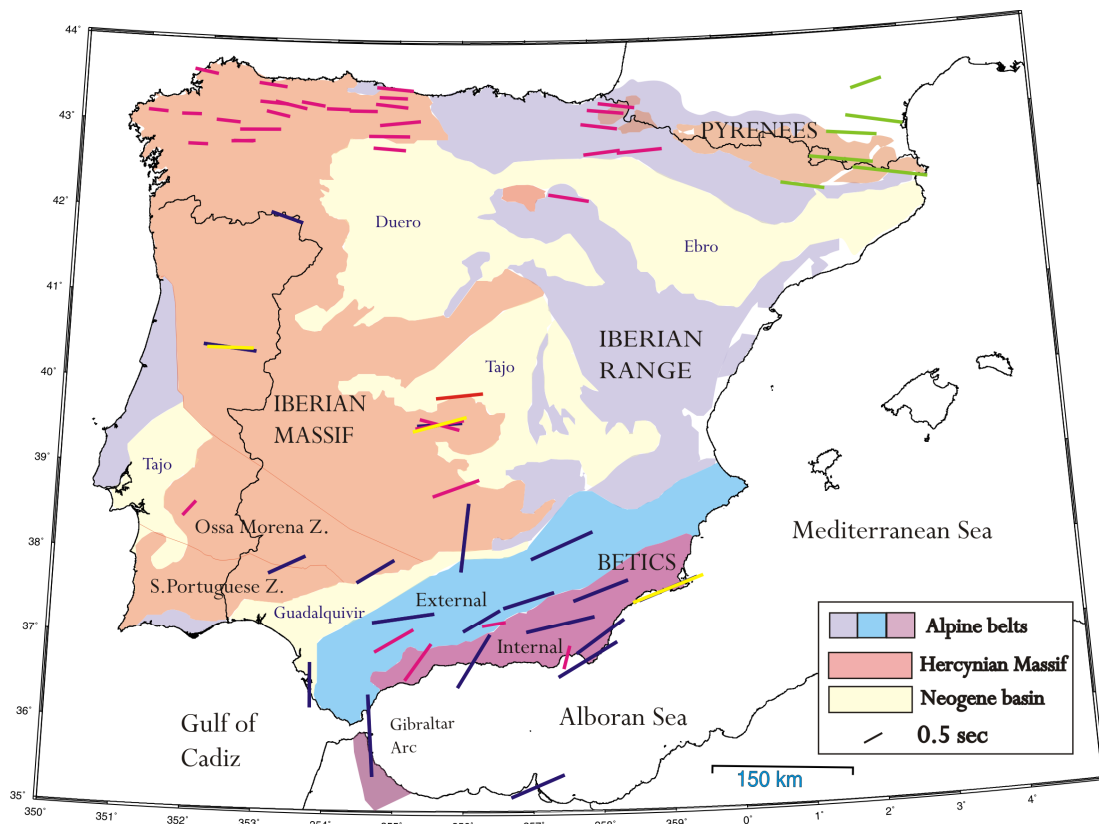 44°
43°
42°
41°
40°
39°
38°
37°
36°
35°
PYRENEES
Duero
Ebro
IBERIAN
RANGE
Tajo
IBERIAN
MASSIF
Tajo
Ossa Morena Z.
S.Portuguese Z.
Guadalquivir
External
BETICS
Internal
Mediterranean Sea
Gulf of
Cadiz
Gibraltar
Arc
Alboran Sea
Alpine belts
Hercynian Massif
Neogene basin
0.5 sec
150 km
350° 351° 352° 353° 354° 355° 356° 357° 358° 359° 0° 1° 2° 3° 4°